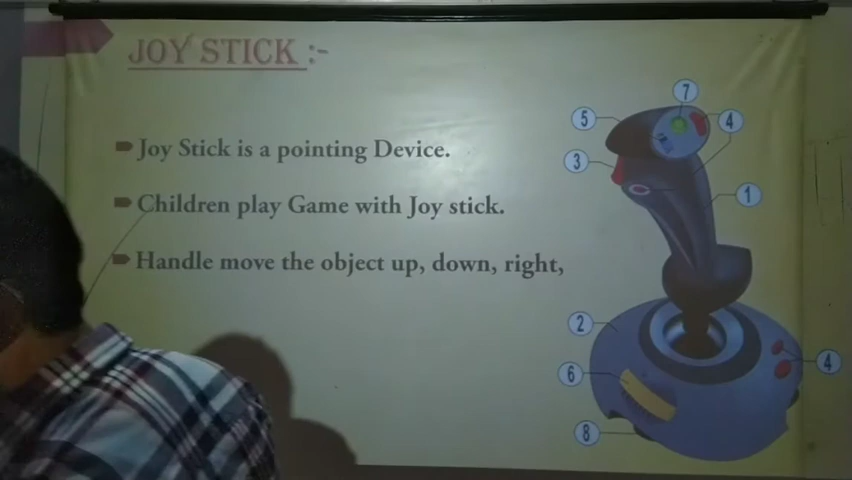 JOY STICK :-
Joy Stick is a pointing Device.
Children play Game with Joy stick.
Handle move the object up, down, right,
7
5
4
3
1
2
4
6
8